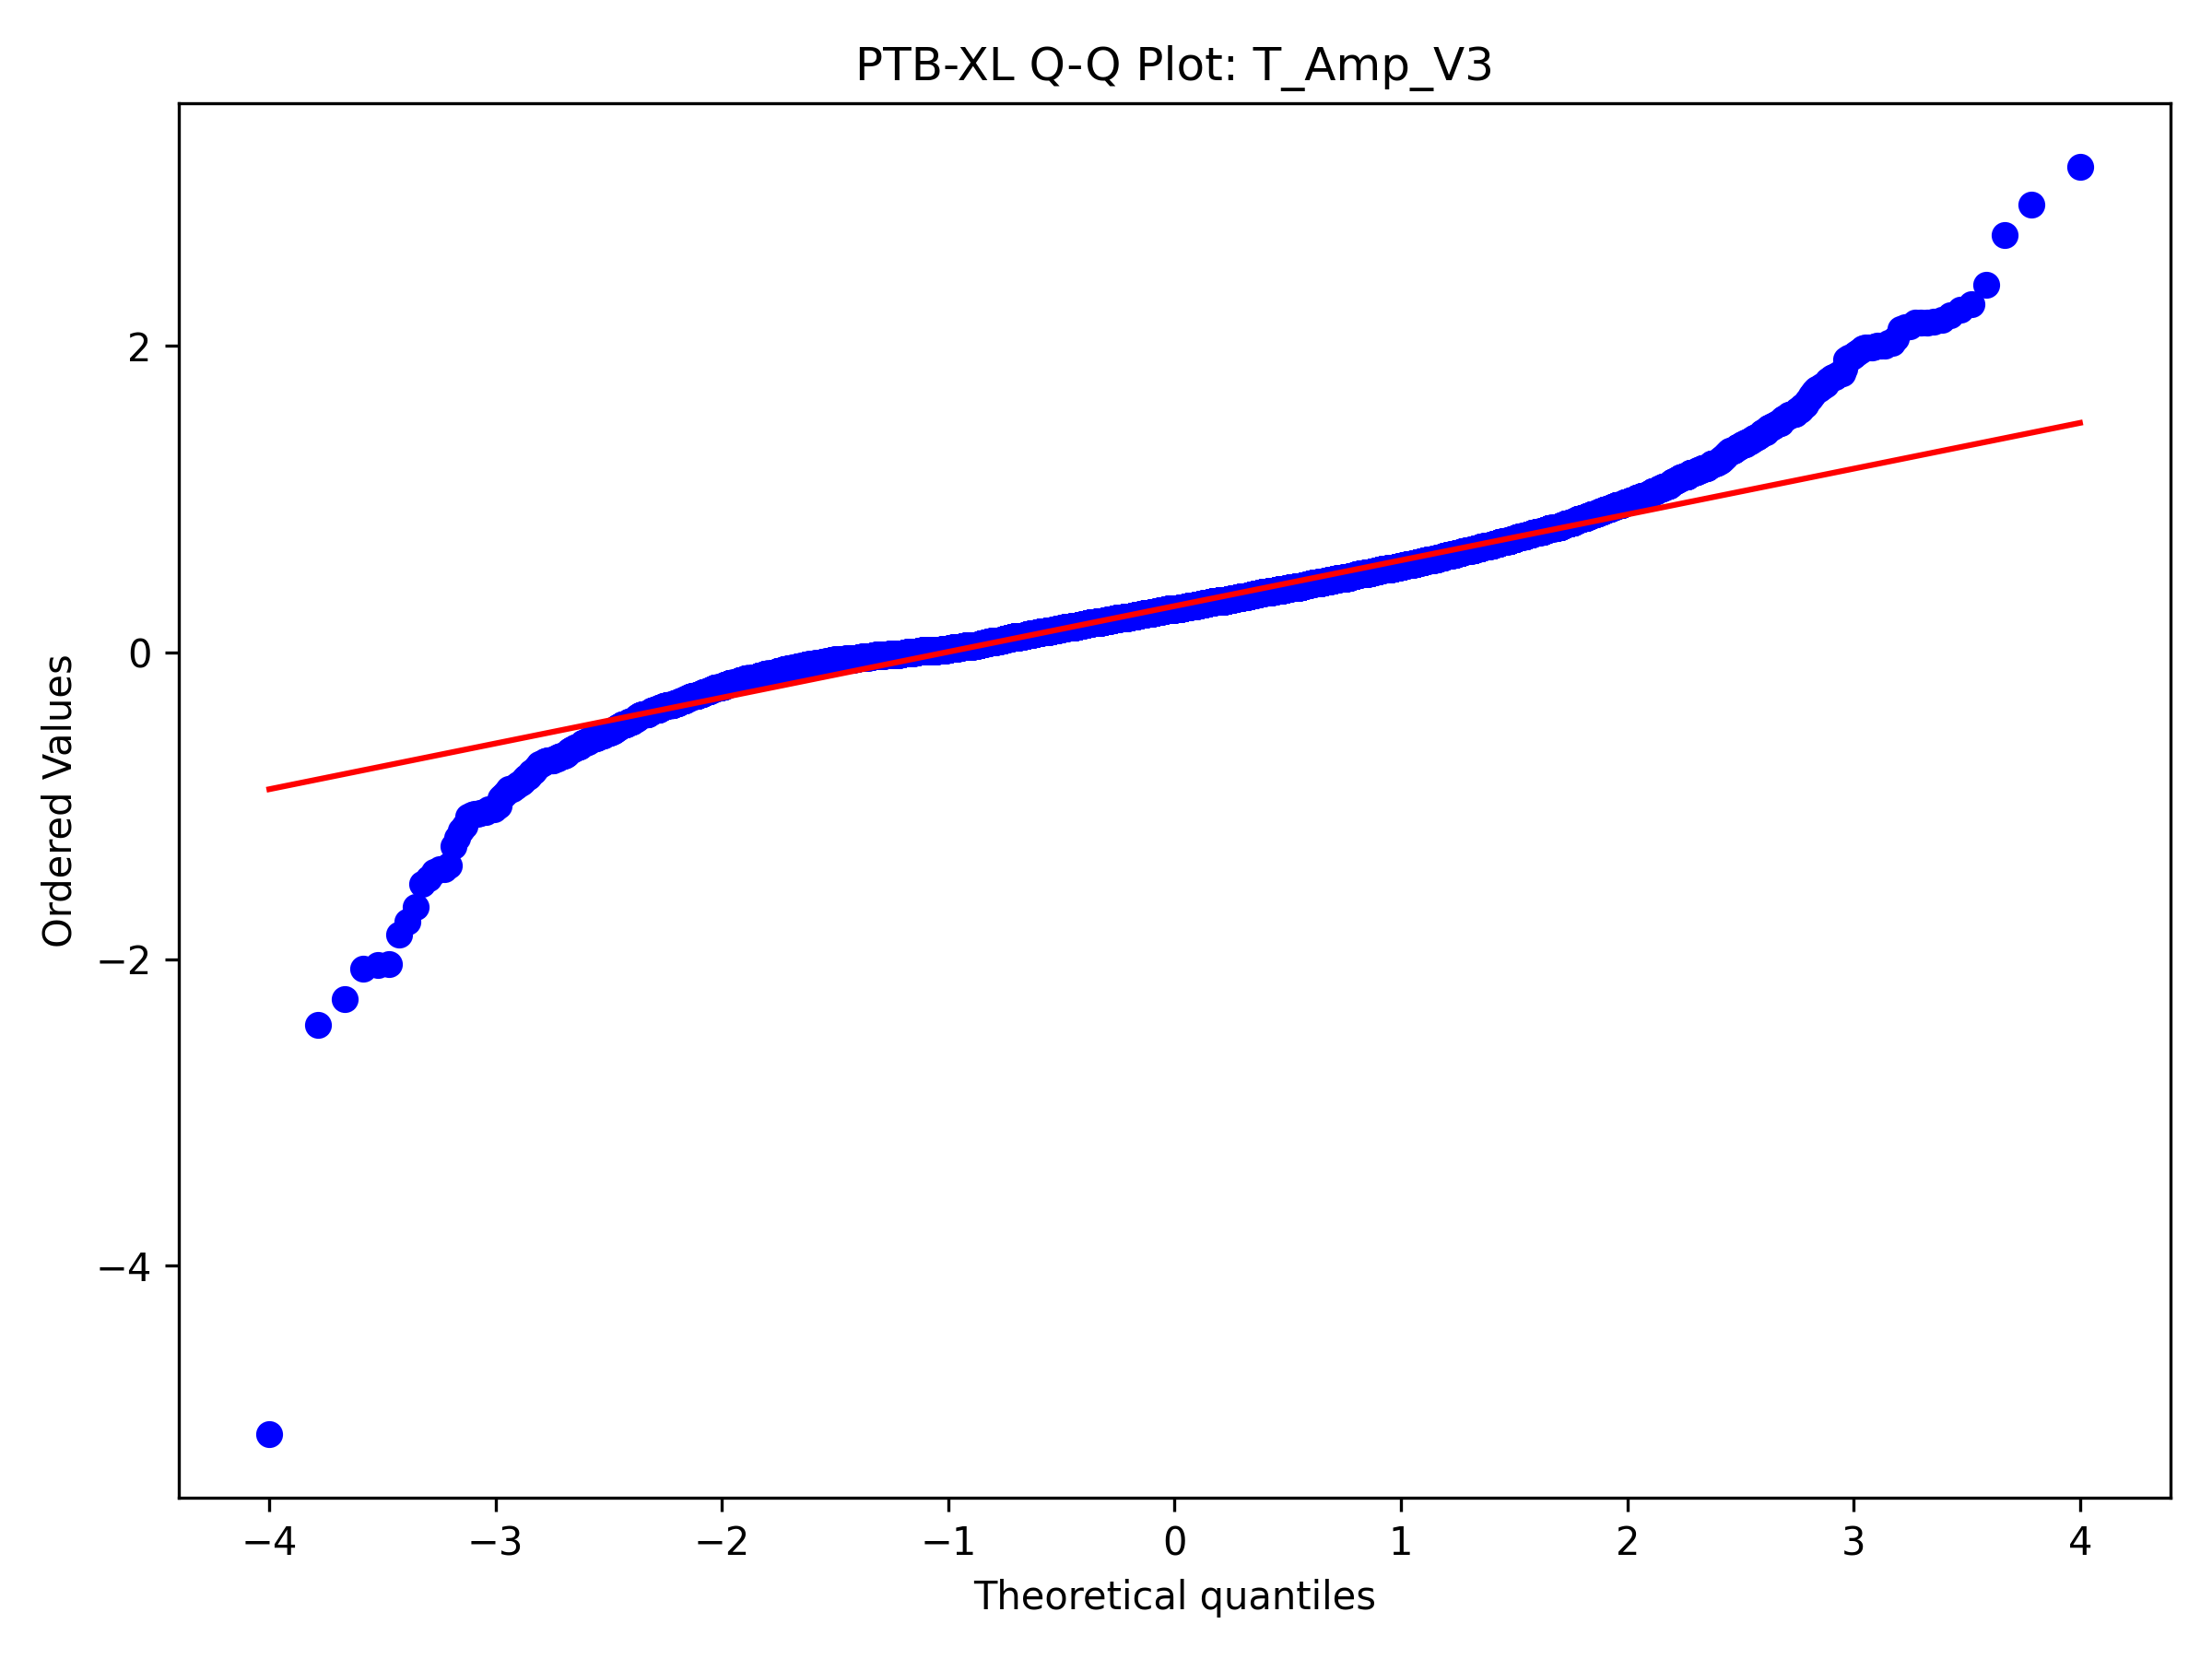 PTB-XL Q-Q Plot: T_Amp_V3
Ordered Values
2
0
−2
−4
−4 −3 −2 −1 0 1 2 3 4
Theoretical quantiles